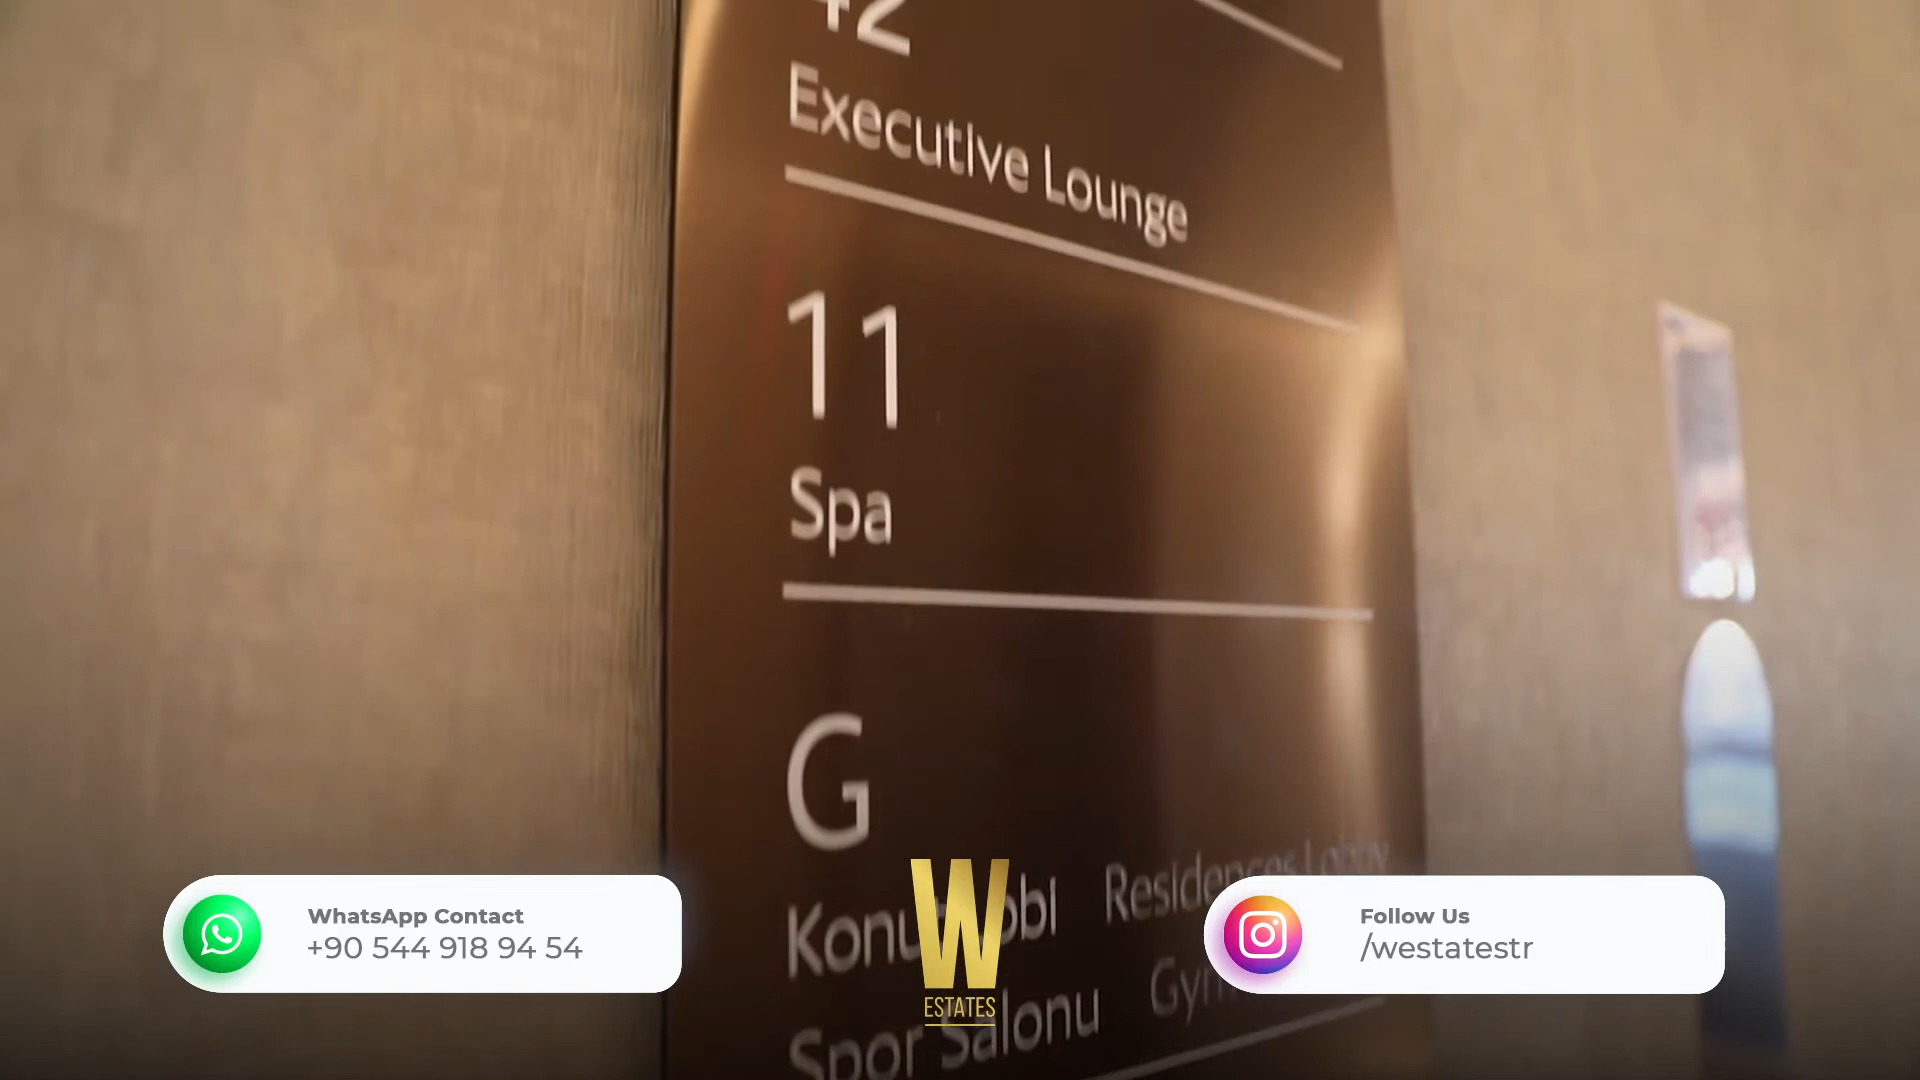 42
Executive Lounge
11
Spa
G
Residences Lobby
Spor Salonu
W
ESTATES
WhatsApp Contact
+90 544 918 94 54
Follow Us
/westatestr